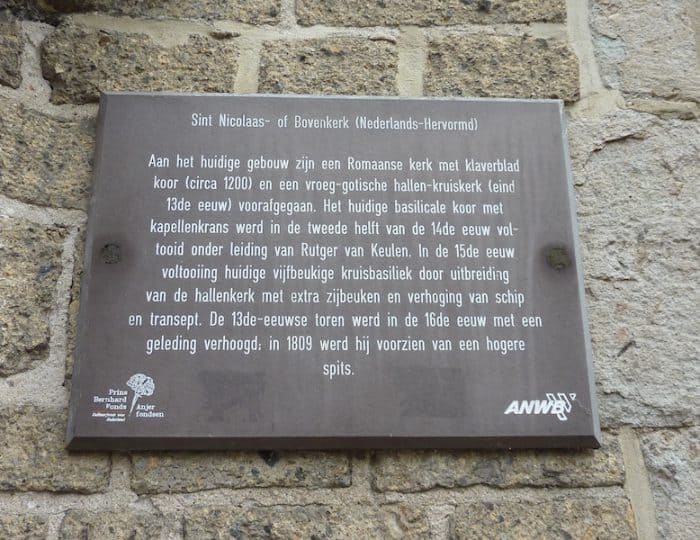 Sint Nicolaas- of Bovenkerk (Nederlands-Hervormd)
Aan het huidige gebouw zijn een Romaanse kerk met klaverblad
koor (circa 1200) en een vroeg-gotische hallen-kruiskerk (eind
13de eeuw) voorafgegaan. Het huidige basilicale koor met
kapellenkrans werd in de tweede helft van de 14de eeuw vol-
tooid onder leiding van Rutger van Keulen. In de 15de eeuw
voltooiing huidige vijfbeukige kruisbasiliek door uitbreiding
van de hallenkerk met extra zijbeuken en verhoging van schip
en transept. De 13de-eeuwse toren werd in de 16de eeuw met een
geleding verhoogd; in 1809 werd hij voorzien van een hogere
spits.
Prins
Bernhard
Fonds
Anjer
fondsen
ANWB